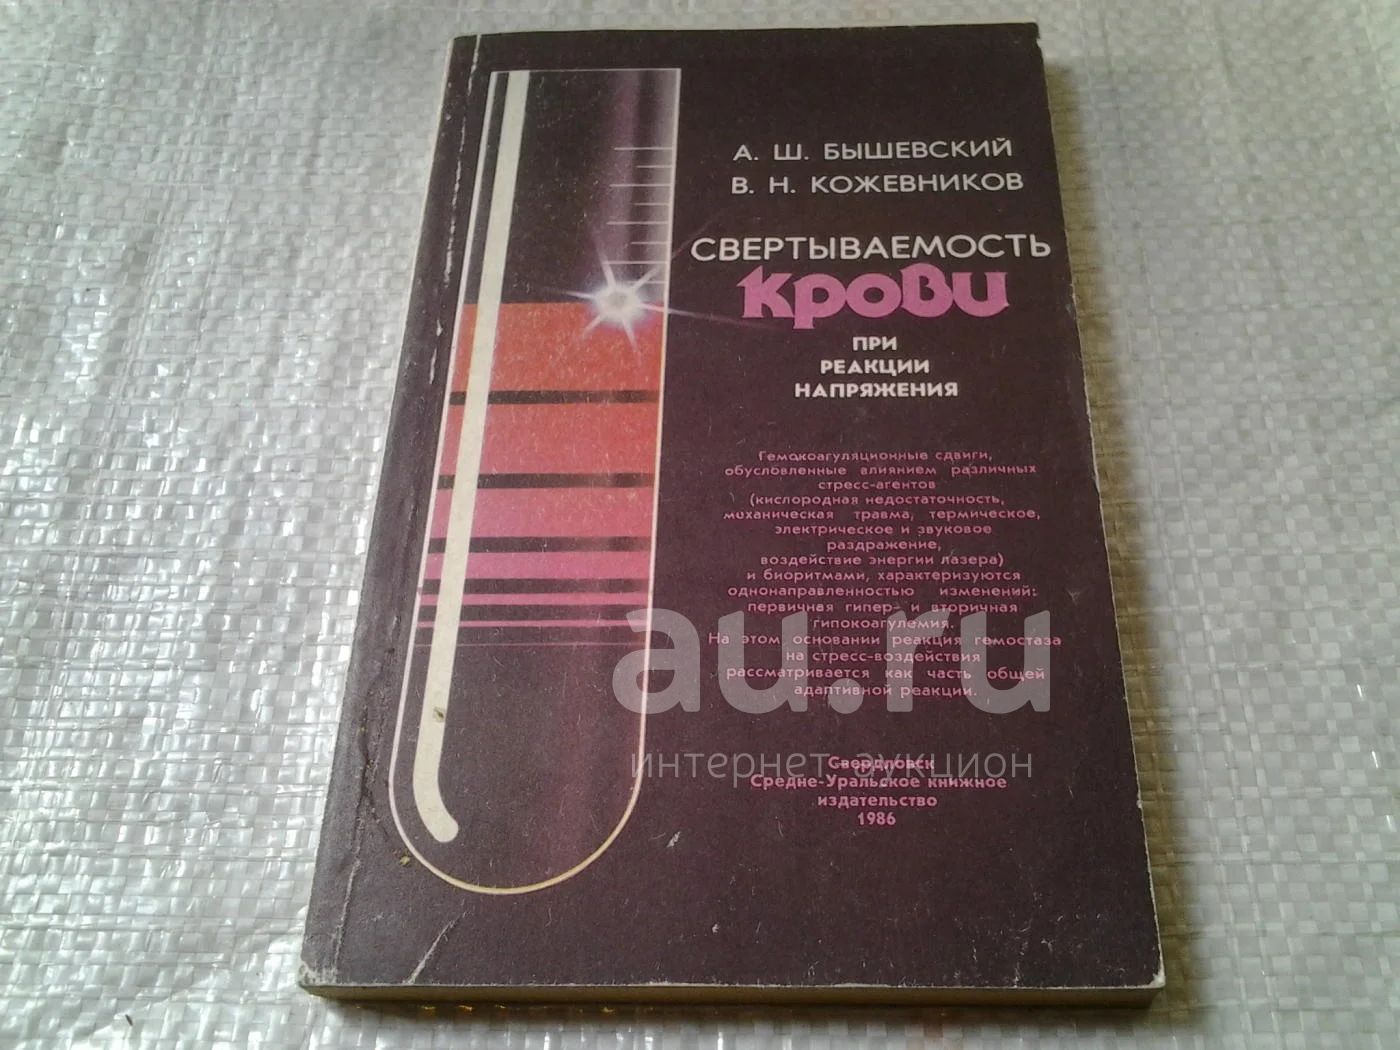 А. Ш. БЫШЕВСКИЙ
В. Н. КОЖЕВНИКОВ
СВЕРТЫВАЕМОСТЬ
крови
ПРИ
РЕАКЦИИ
НАПРЯЖЕНИЯ
Гемокоагуляционные сдвиги,
обусловленные влиянием различных
стресс-агентов
(кислородная недостаточность,
механическая травма, термическое,
электрическое и звуковое
раздражение,
воздействие энергии лазера)
и биоритмами, характеризуются
однонаправленностью изменений:
первичная гипер- и вторичная
гипокоагулемия.
На этом основании реакция гемостаза
на стресс-воздействия
рассматривается как часть общей
адаптивной реакции.
au.ru
интернет-аукцион
Свердловск
Средне-Уральское книжное
издательство
1986